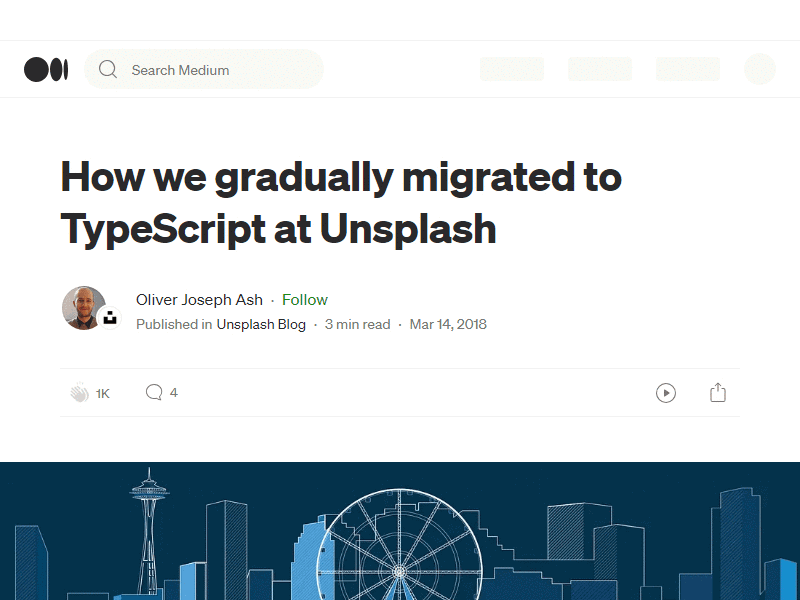 Search Medium
How we gradually migrated to
TypeScript at Unsplash
Oliver Joseph Ash · Follow
Published in Unsplash Blog · 3 min read · Mar 14, 2018
1K 4